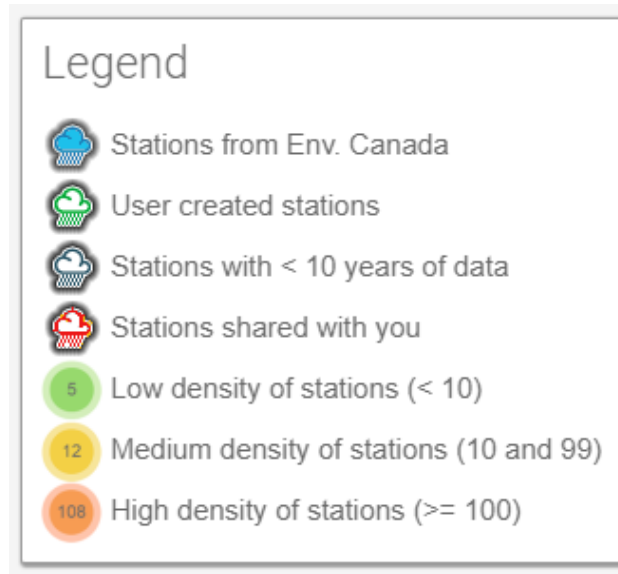 Legend
Stations from Env. Canada
User created stations
Stations with < 10 years of data
Stations shared with you
5 Low density of stations (< 10)
12 Medium density of stations (10 and 99)
108 High density of stations (>= 100)